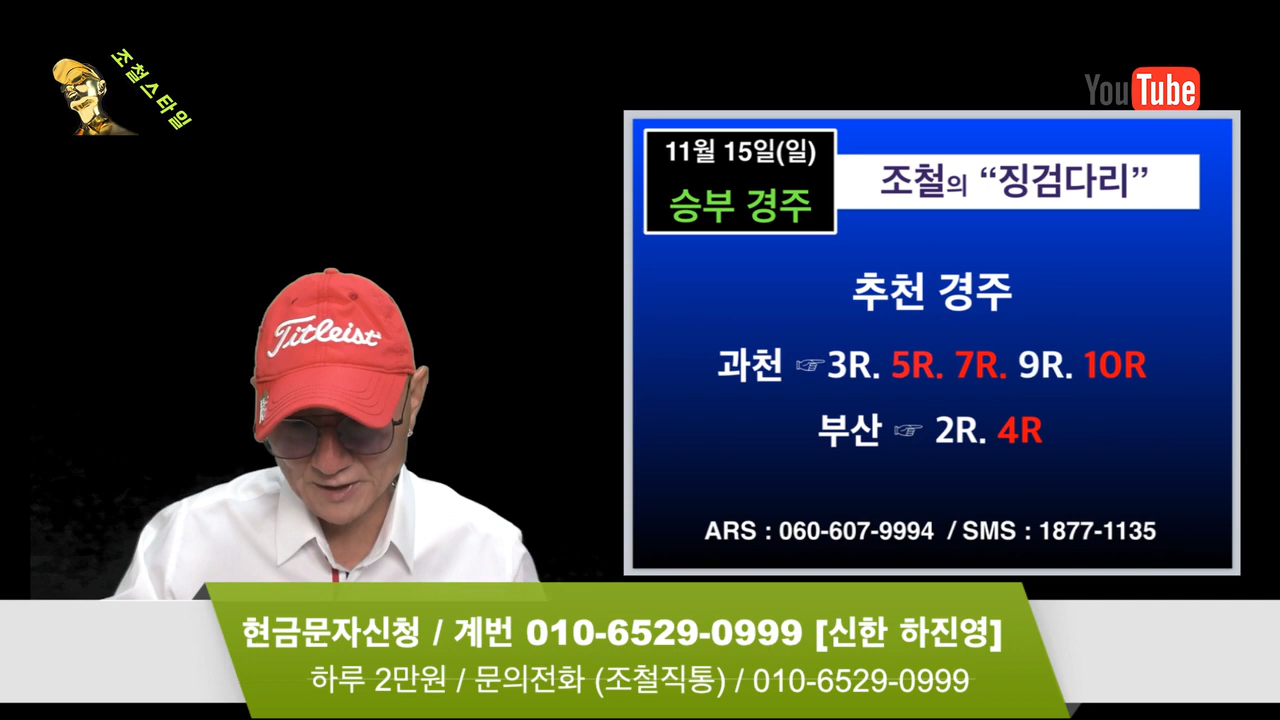 조철스타일
YouTube
11월 15일(일)
승부 경주
조철의 “징검다리”
추천 경주
과천 ☞3R. 5R. 7R. 9R. 10R
부산 ☞ 2R. 4R
ARS : 060-607-9994 / SMS : 1877-1135
Titleist
현금문자신청 / 계번 010-6529-0999 [신한 하진영]
하루 2만원 / 문의전화 (조철직통) / 010-6529-0999